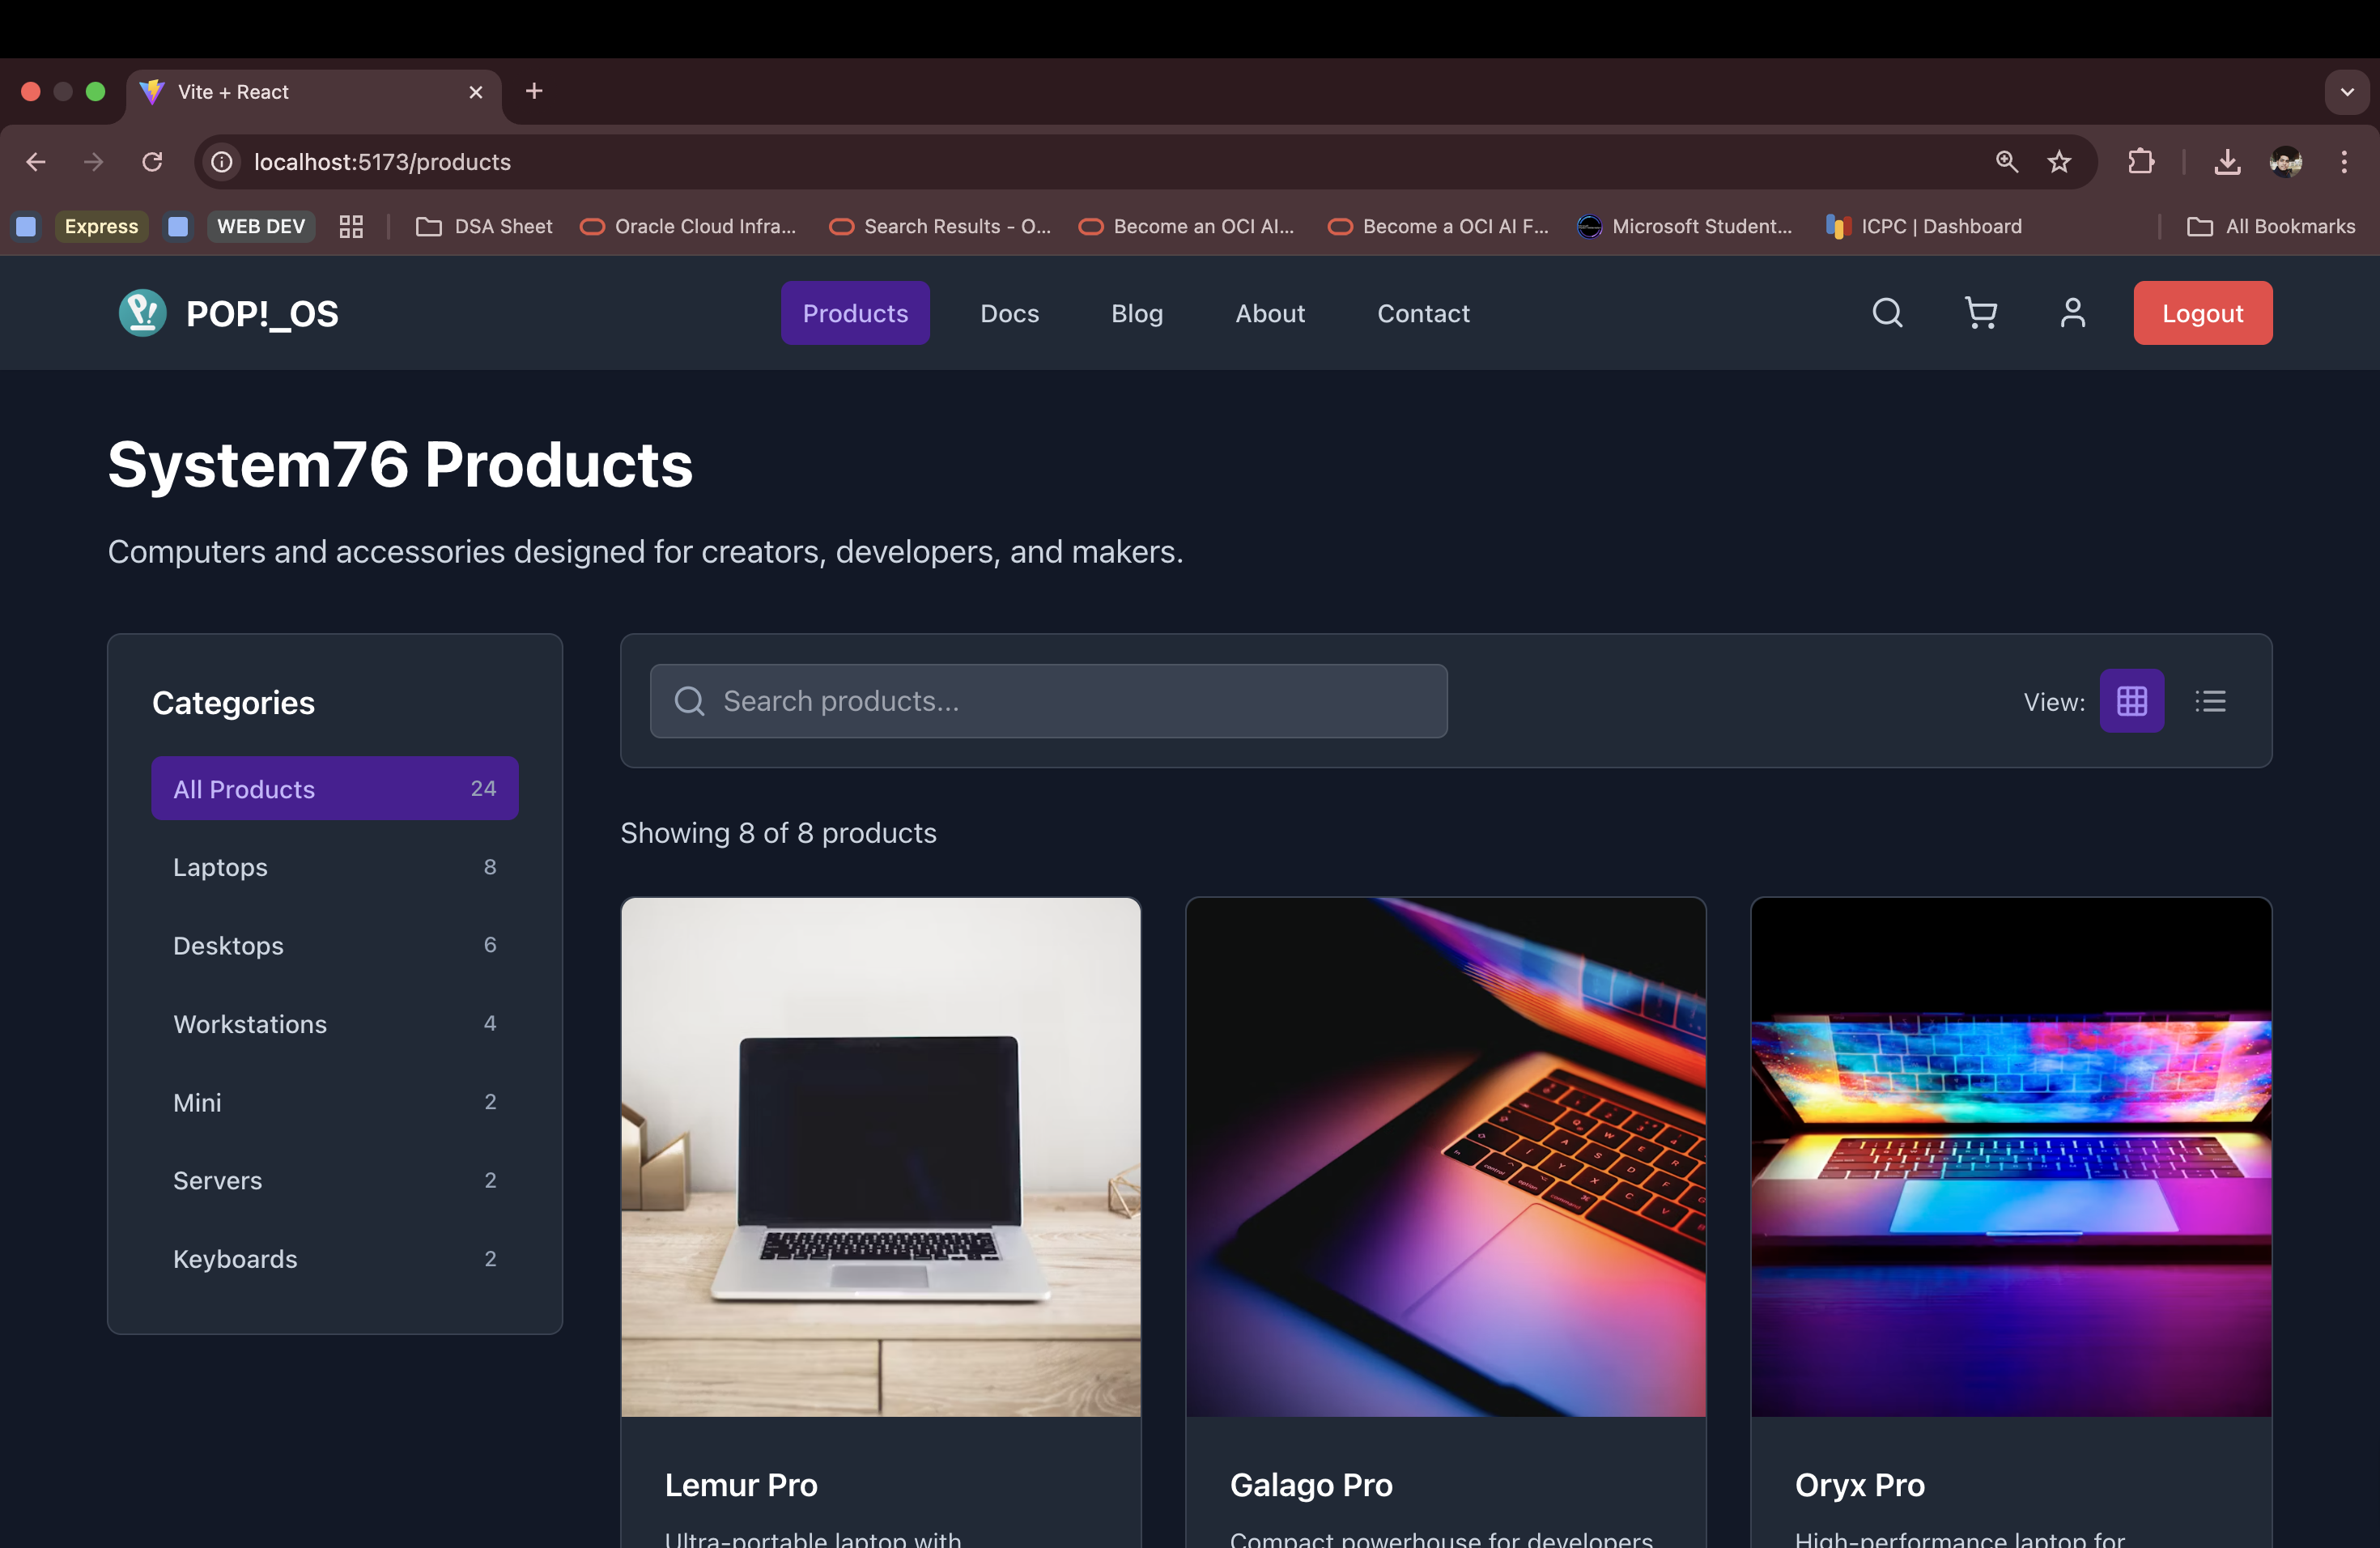 Vite + React
localhost:5173/products
Express
WEB DEV
DSA Sheet
Oracle Cloud Infra...
Search Results - O...
Become an OCI AI...
Become a OCI AI F...
Microsoft Student...
ICPC | Dashboard
All Bookmarks
POP!_OS
Products
Docs
Blog
About
Contact
Logout
System76 Products
Computers and accessories designed for creators, developers, and makers.
Categories
All Products 24
Laptops 8
Desktops 6
Workstations 4
Mini 2
Servers 2
Keyboards 2
Search products...
View:
Showing 8 of 8 products
Lemur Pro
Ultra-portable laptop with
Galago Pro
Compact powerhouse for developers
Oryx Pro
High-performance laptop for